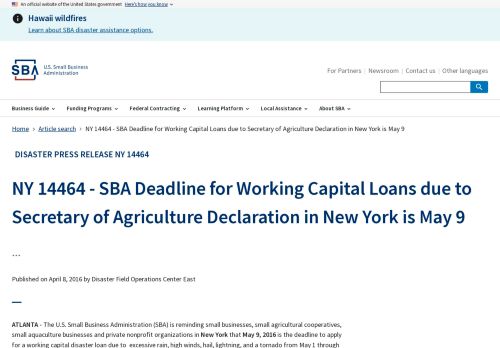 An official website of the United States government Here's how you know
Hawaii wildfires
Learn about SBA disaster assistance options.
SBA U.S. Small Business Administration
For Partners | Newsroom | Contact us | Other languages
Business Guide Funding Programs Federal Contracting Learning Platform Local Assistance About SBA
Home › Article search › NY 14464 - SBA Deadline for Working Capital Loans due to Secretary of Agriculture Declaration in New York is May 9
DISASTER PRESS RELEASE NY 14464
NY 14464 - SBA Deadline for Working Capital Loans due to
Secretary of Agriculture Declaration in New York is May 9
...
Published on April 8, 2016 by Disaster Field Operations Center East
ATLANTA - The U.S. Small Business Administration (SBA) is reminding small businesses, small agricultural cooperatives,
small aquaculture businesses and private nonprofit organizations in New York that May 9, 2016 is the deadline to apply
for a working capital disaster loan due to excessive rain, high winds, hail, lightning, and a tornado from May 1 through